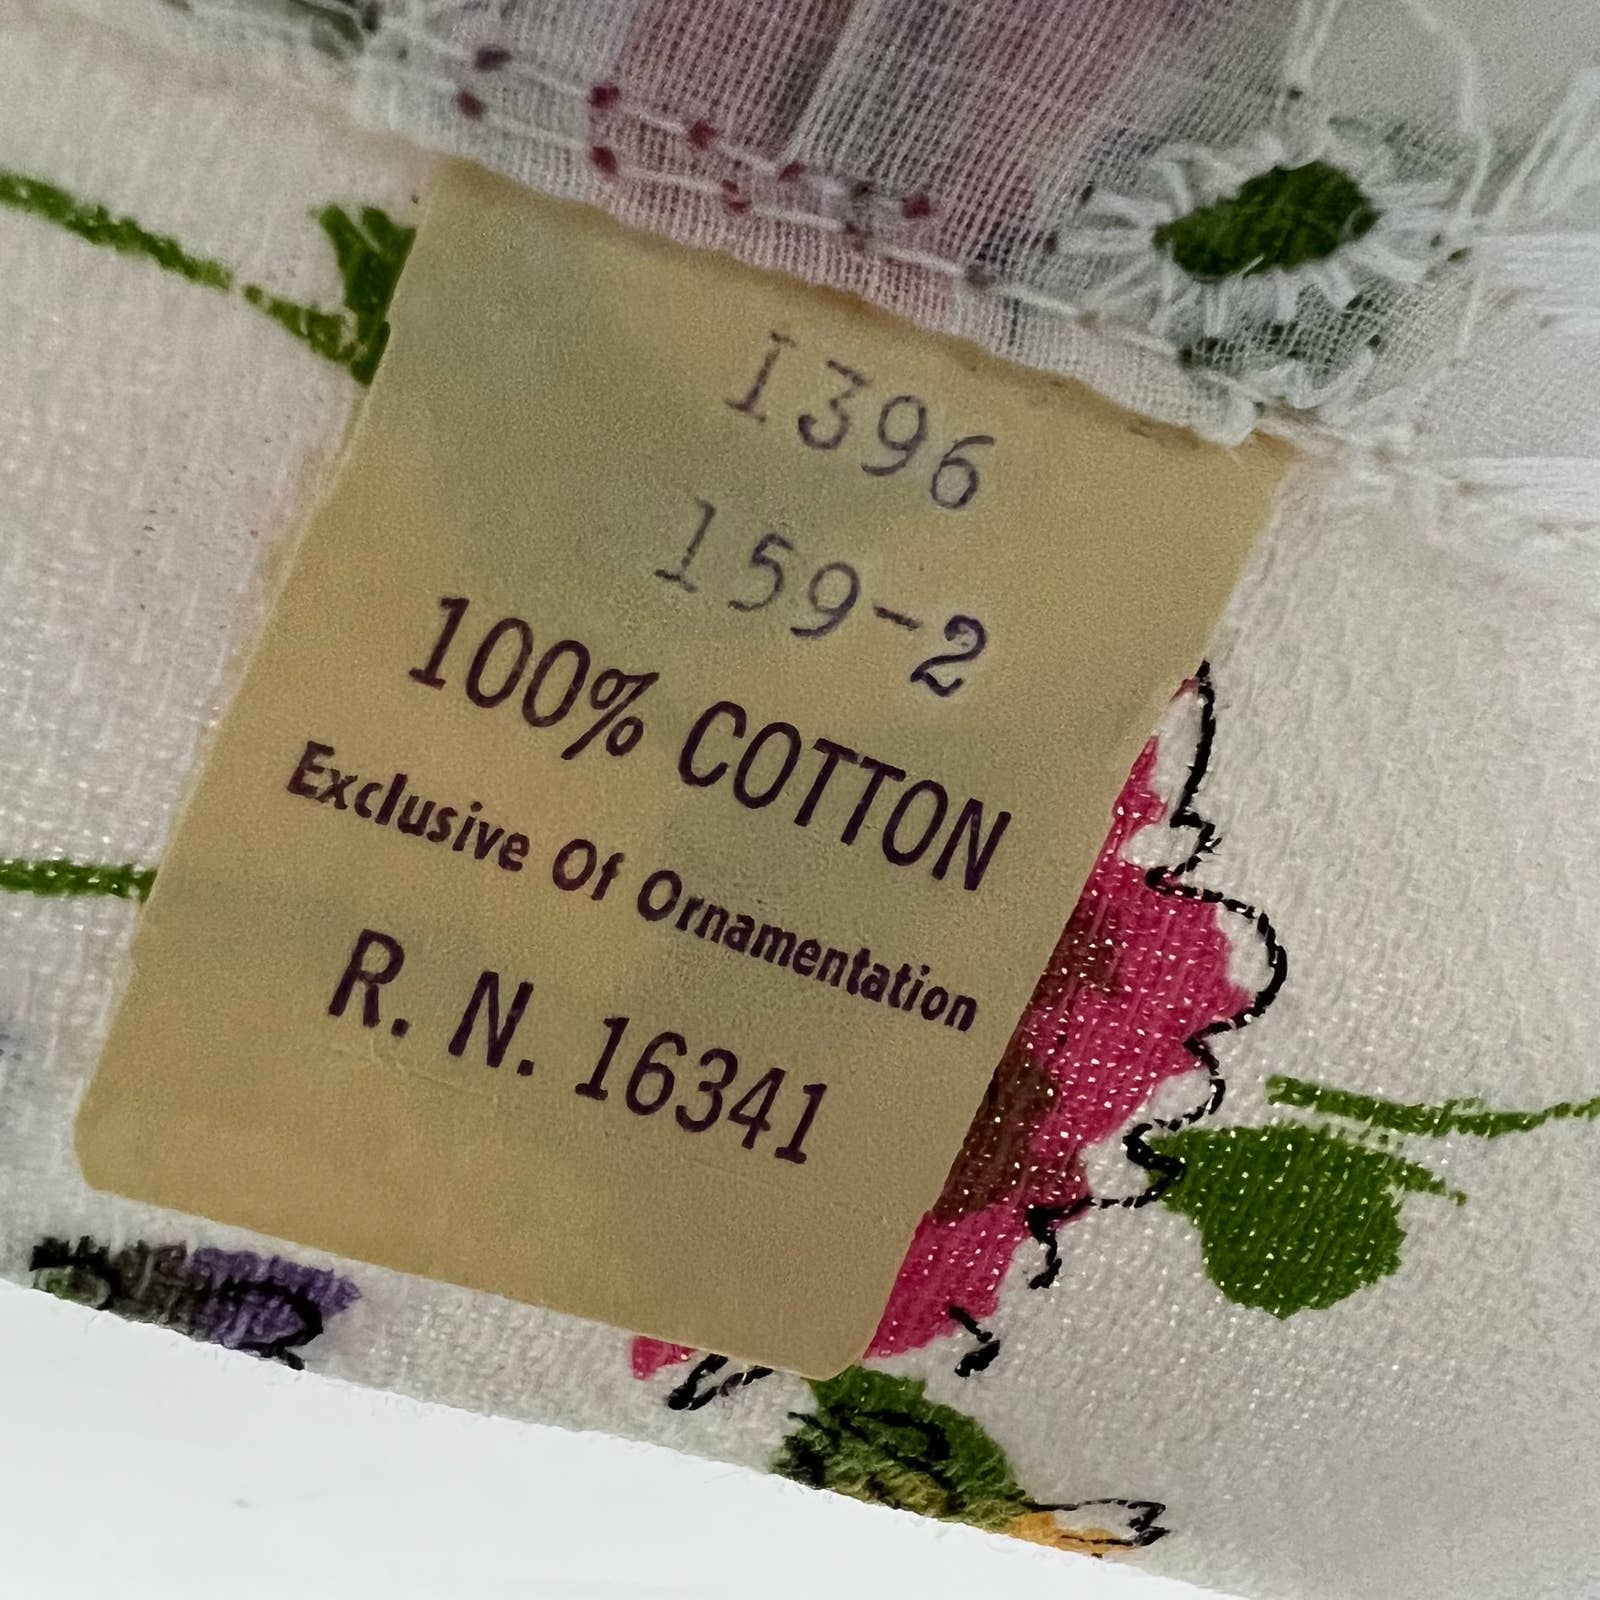 1396
159-2
100% COTTON
Exclusive Of Ornamentation
R. N. 16341